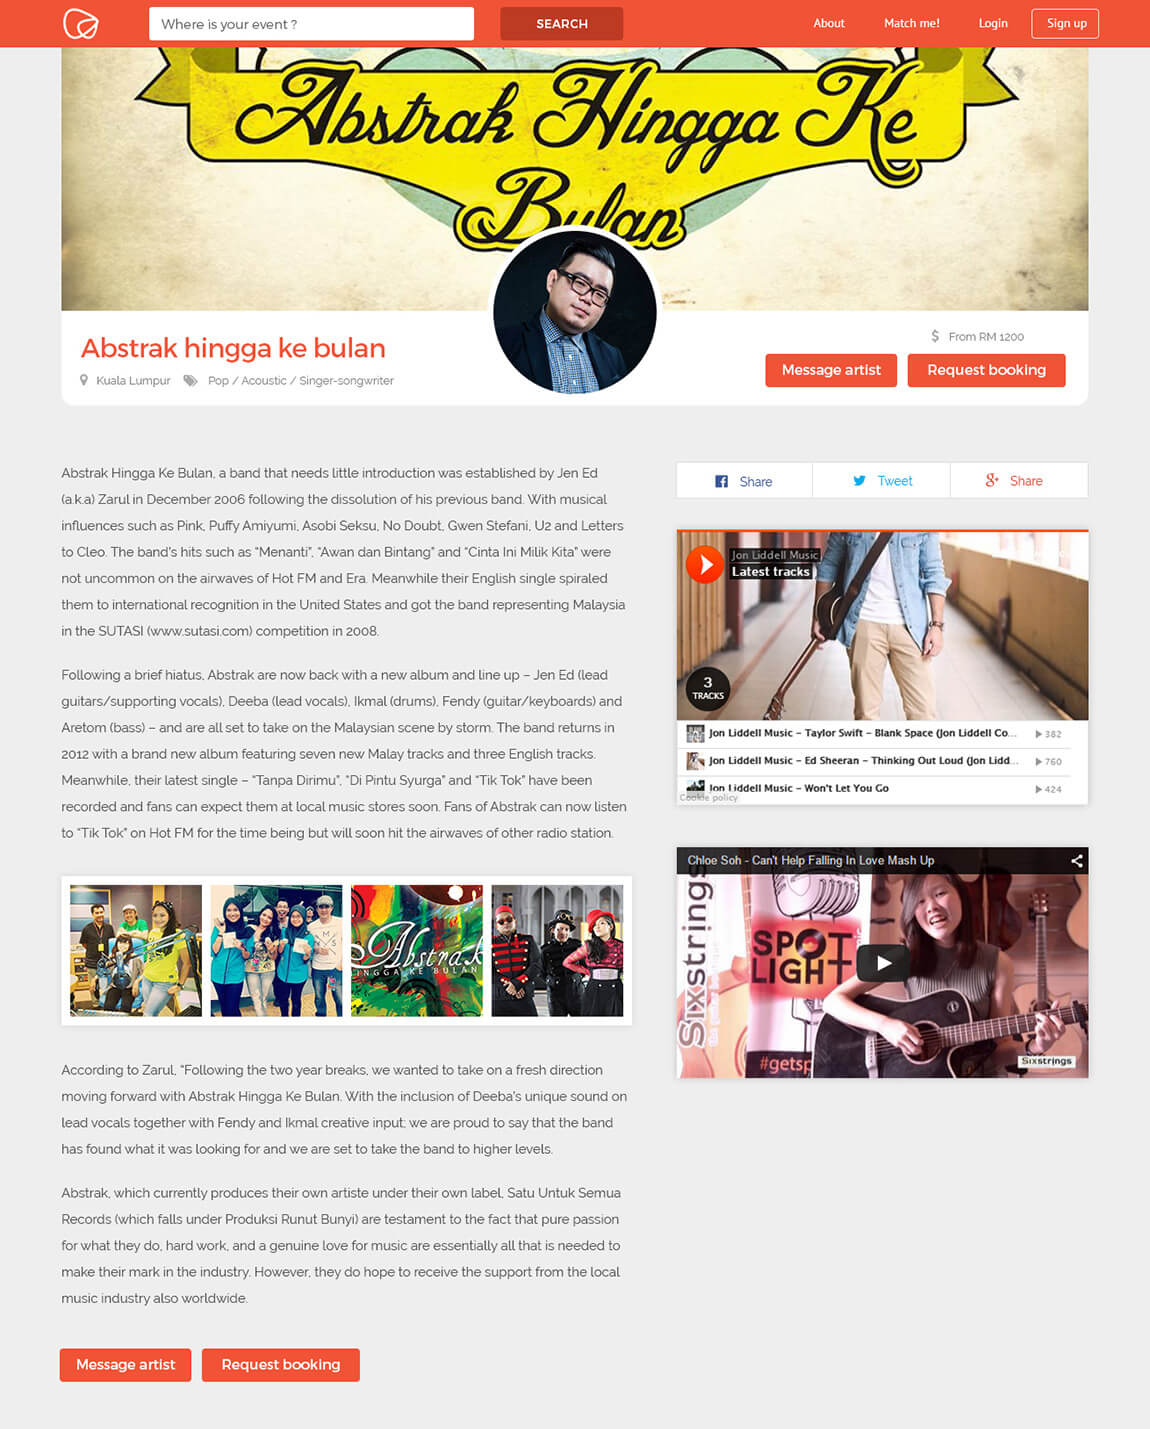 Where is your event ?
SEARCH
About
Match me!
Login
Sign up
Abstrak Hingga Ke
Bulan
Abstrak hingga ke bulan
Kuala Lumpur
Pop / Acoustic / Singer-songwriter
$ From RM 1200
Message artist
Request booking
Abstrak Hingga Ke Bulan, a band that needs little introduction was established by Jen Ed
(a.k.a) Zarul in December 2006 following the dissolution of his previous band. With musical
influences such as Pink, Puffy Amiyumi, Asobi Seksu, No Doubt, Gwen Stefani, U2 and Letters
to Cleo. The band's hits such as “Menanti”, “Awan dan Bintang” and “Cinta Ini Milik Kita” were
not uncommon on the airwaves of Hot FM and Era. Meanwhile their English single spiraled
them to international recognition in the United States and got the band representing Malaysia
in the SUTASI (www.sutasi.com) competition in 2008.
Following a brief hiatus, Abstrak are now back with a new album and line up – Jen Ed (lead
guitars/supporting vocals), Deeba (lead vocals), Ikmal (drums), Fendy (guitar/keyboards) and
Aretom (bass) – and are all set to take on the Malaysian scene by storm. The band returns in
2012 with a brand new album featuring seven new Malay tracks and three English tracks.
Meanwhile, their latest single – “Tanpa Dirimu”, “Di Pintu Syurga” and “Tik Tok” have been
recorded and fans can expect them at local music stores soon. Fans of Abstrak can now listen
to “Tik Tok” on Hot FM for the time being but will soon hit the airwaves of other radio station.
Abstrak
HINGGA KE BULAN
According to Zarul, “Following the two year breaks, we wanted to take on a fresh direction
moving forward with Abstrak Hingga Ke Bulan. With the inclusion of Deeba's unique sound on
lead vocals together with Fendy and Ikmal creative input; we are proud to say that the band
has found what it was looking for and we are set to take the band to higher levels.
Abstrak, which currently produces their own artiste under their own label, Satu Untuk Semua
Records (which falls under Produksi Runut Bunyi) are testament to the fact that pure passion
for what they do, hard work, and a genuine love for music are essentially all that is needed to
make their mark in the industry. However, they do hope to receive the support from the local
music industry also worldwide.
Message artist
Request booking
Share
Tweet
Share
Jon Liddell Music
Latest tracks
3
TRACKS
Jon Liddell Music – Taylor Swift – Blank Space (Jon Liddell Co... 382
Jon Liddell Music – Ed Sheeran – Thinking Out Loud (Jon Lidd... 760
Jon Liddell Music – Won't Let You Go 424
Cookie policy
Chloe Soh - Can't Help Falling In Love Mash Up
Sixstrings
SPOT
LIGHT
#getsp
Sixstrings